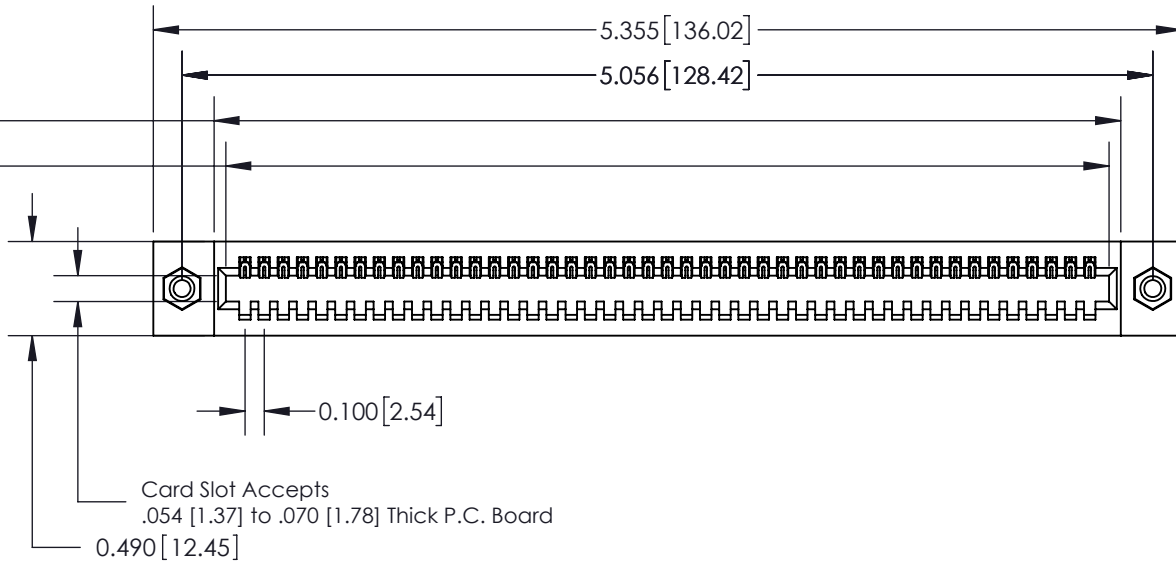 5.355[136.02]
5.056[128.42]
0.100[2.54]
Card Slot Accepts
.054 [1.37] to .070 [1.78] Thick P.C. Board
0.490[12.45]